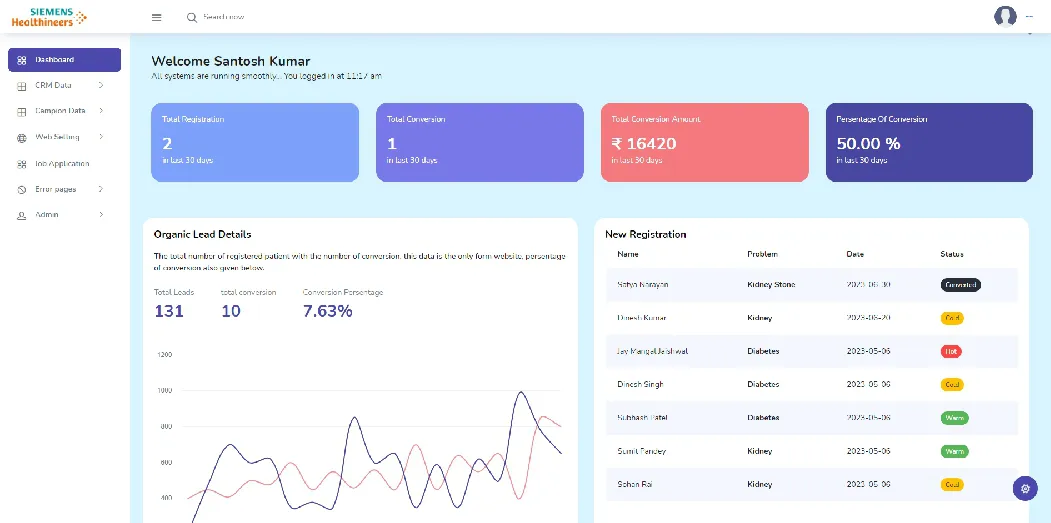 SIEMENS
Healthineers
Search now
Dashboard
CRM Data
Campion Data
Web Setting
Job Application
Error pages
Admin
Welcome Santosh Kumar
All systems are running smoothly... You logged in at 11:17 am
Total Registration
2
in last 30 days
Total Conversion
1
in last 30 days
Total Conversion Amount
₹ 16420
in last 30 days
Persentage Of Conversion
50.00 %
in last 30 days
Organic Lead Details
The total number of registered patient with the number of conversion, this data is the only form website, persentage
of conversion also given below.
Total Leads
131
total conversion
10
Conversion Persentage
7.63%
1200
1000
800
600
400
New Registration
Name Problem Date Status
Satya Narayan Kidney Stone 2023-06-30 Converted
Dinesh Kumar Kidney 2023-06-20 Cold
Jay Mangal Jaishwal Diabetes 2023-05-06 Hot
Dinesh Singh Diabetes 2023-05-06 Cold
Subhash Patel Diabetes 2023-05-06 Warm
Sumit Pandey Kidney 2023-05-06 Warm
Sohan Rai Kidney 2023-05-06 Cold